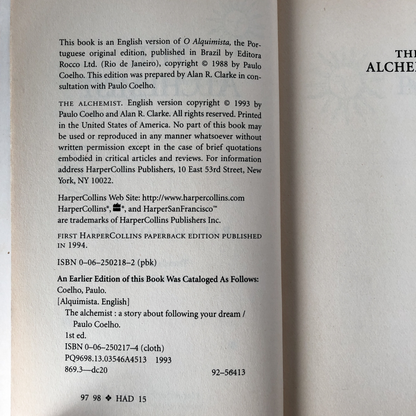 This book is an English version of O Alquimista, the Por-
tuguese original edition, published in Brazil by Editora
Rocco Ltd. (Rio de Janeiro), copyright © 1988 by Paulo
Coelho. This edition was prepared by Alan R. Clarke in con-
sultation with Paulo Coelho.
THE ALCHEMIST. English version copyright © 1993 by
Paulo Coelho and Alan R. Clarke. All rights reserved. Printed
in the United States of America. No part of this book may
be used or reproduced in any manner whatsoever without
written permission except in the case of brief quotations
embodied in critical articles and reviews. For information
address HarperCollins Publishers, 10 East 53rd Street, New
York, NY 10022.
HarperCollins Web Site: http://www.harpercollins.com
HarperCollins®, ®, and HarperSanFrancisco™
are trademarks of HarperCollins Publishers Inc.
FIRST HARPERCOLLINS PAPERBACK EDITION PUBLISHED
IN 1994.
ISBN 0–06–250218–2 (pbk)
An Earlier Edition of this Book Was Cataloged As Follows:
Coelho, Paulo.
[Alquimista. English]
The alchemist : a story about following your dream /
Paulo Coelho.
1st ed.
ISBN 0–06–250217–4 (cloth)
PQ9698.13.03546A4513 1993
869.3—dc20 92–56413
97 98 ❖ HAD 15
THE
ALCHEM